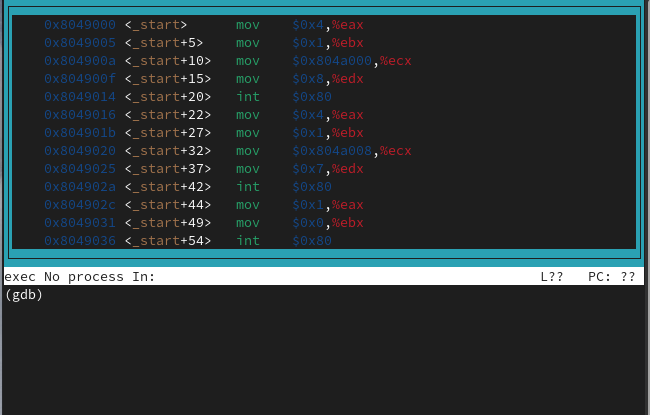 0x8049000 <_start> mov $0x4,%eax
0x8049005 <_start+5> mov $0x1,%ebx
0x804900a <_start+10> mov $0x804a000,%ecx
0x804900f <_start+15> mov $0x8,%edx
0x8049014 <_start+20> int $0x80
0x8049016 <_start+22> mov $0x4,%eax
0x804901b <_start+27> mov $0x1,%ebx
0x8049020 <_start+32> mov $0x804a008,%ecx
0x8049025 <_start+37> mov $0x7,%edx
0x804902a <_start+42> int $0x80
0x804902c <_start+44> mov $0x1,%eax
0x8049031 <_start+49> mov $0x0,%ebx
0x8049036 <_start+54> int $0x80
exec No process In: L?? PC: ??
(gdb)